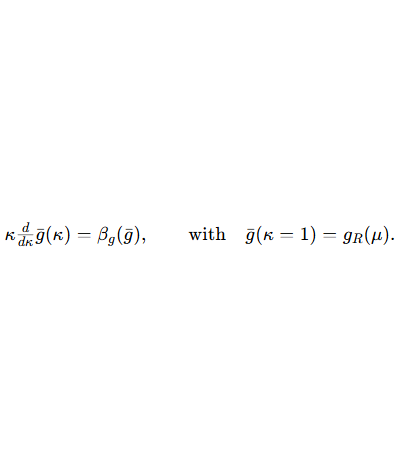 κ d/dκ ḡ(κ) = β_g(ḡ), with ḡ(κ = 1) = g_R(μ).